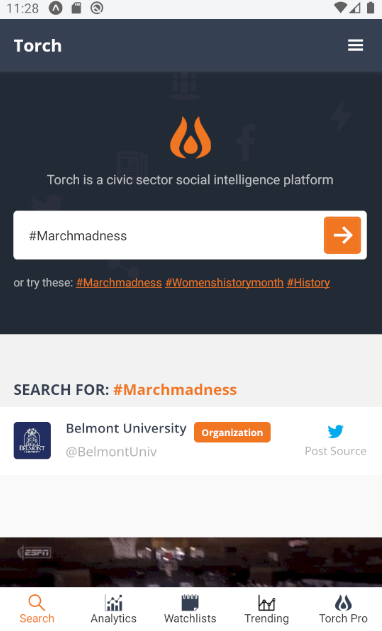 11:28
Torch
Torch is a civic sector social intelligence platform
#Marchmadness
or try these: #Marchmadness #Womenshistorymonth #History
SEARCH FOR: #Marchmadness
Belmont University Organization
BELMONT
@BelmontUniv
Post Source
ESPN
Search Analytics Watchlists Trending Torch Pro